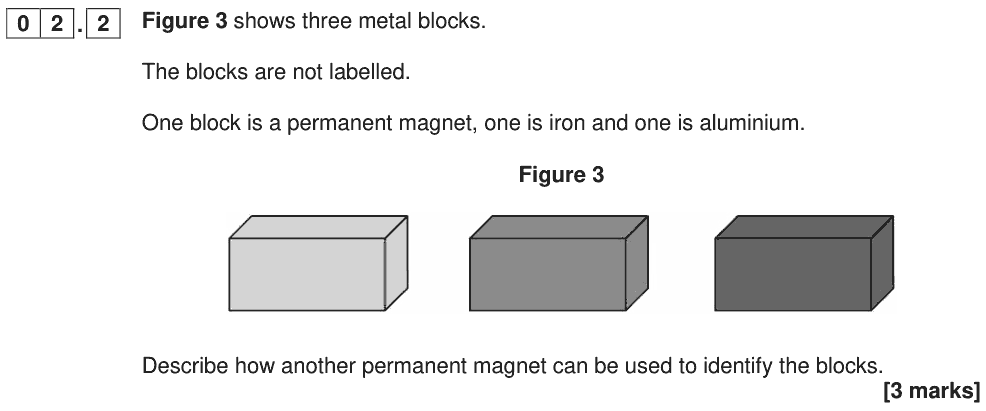 02.2 Figure 3 shows three metal blocks.
The blocks are not labelled.
One block is a permanent magnet, one is iron and one is aluminium.
Figure 3
Describe how another permanent magnet can be used to identify the blocks.
[3 marks]